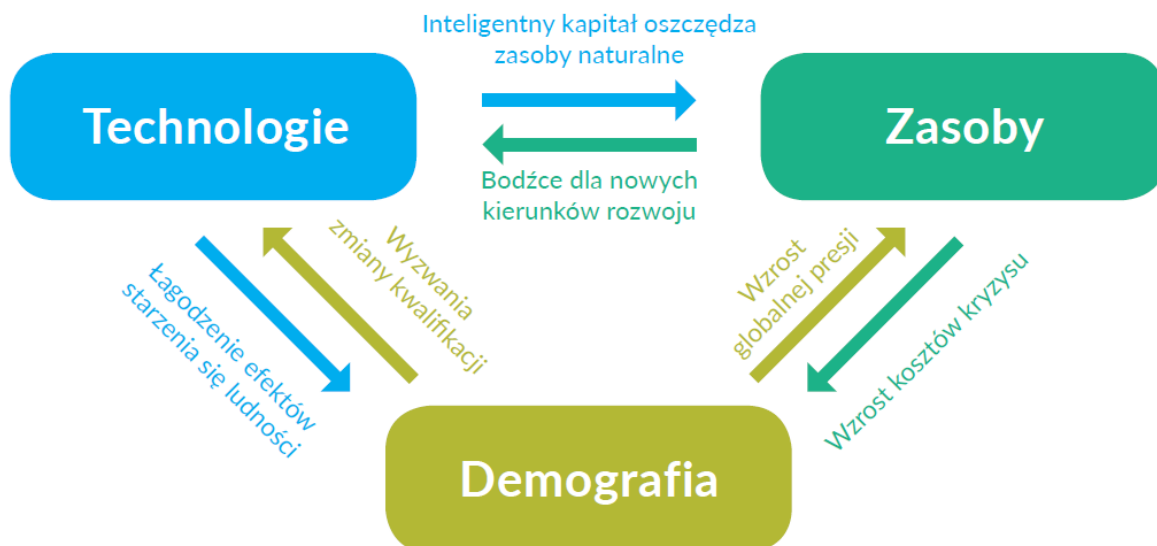 Inteligentny kapitał oszczędza
zasoby naturalne
Technologie
Zasoby
Bodźce dla nowych
kierunków rozwoju
Łagodzenie efektów
starzenia się ludności
Wyzwania
zmiany kwalifikacji
Wzrost
globalnej presji
Wzrost kosztów kryzysu
Demografia